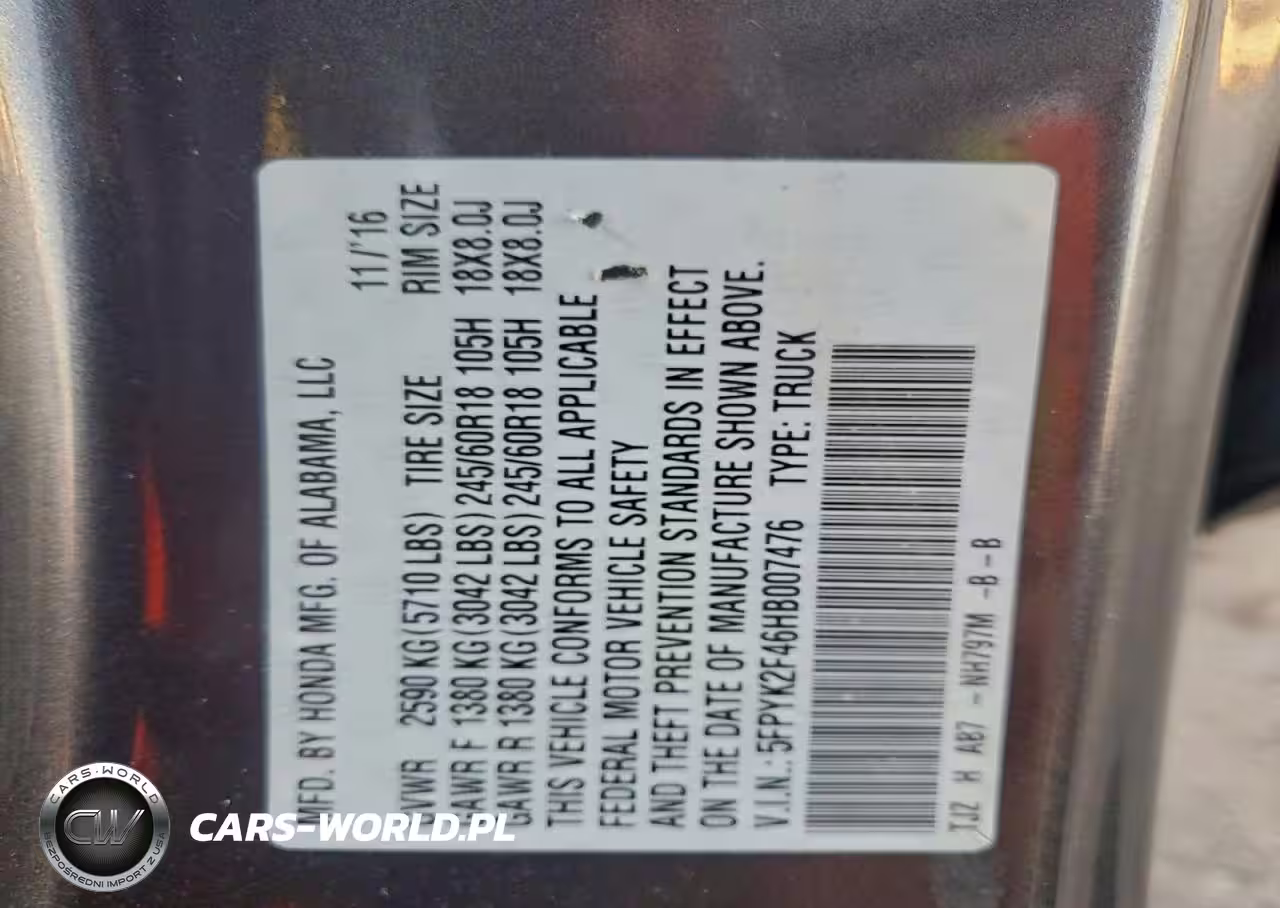 MFD. BY HONDA MFG. OF ALABAMA, LLC
11/'16
GVWR 2590 KG(5710 LBS) TIRE SIZE RIM SIZE
GAWR F 1380 KG(3042 LBS) 245/60R18 105H 18X8.0J
GAWR R 1380 KG(3042 LBS) 245/60R18 105H 18X8.0J
THIS VEHICLE CONFORMS TO ALL APPLICABLE
FEDERAL MOTOR VEHICLE SAFETY
AND THEFT PREVENTION STANDARDS IN EFFECT
ON THE DATE OF MANUFACTURE SHOWN ABOVE.
V.I.N.: 5FPYK2F46HB007476 TYPE: TRUCK
TJZ H AB7 -NH797M -B-B
CARS-WORLD
CW
BEZPOŚREDNI IMPORT Z USA
CARS-WORLD.PL